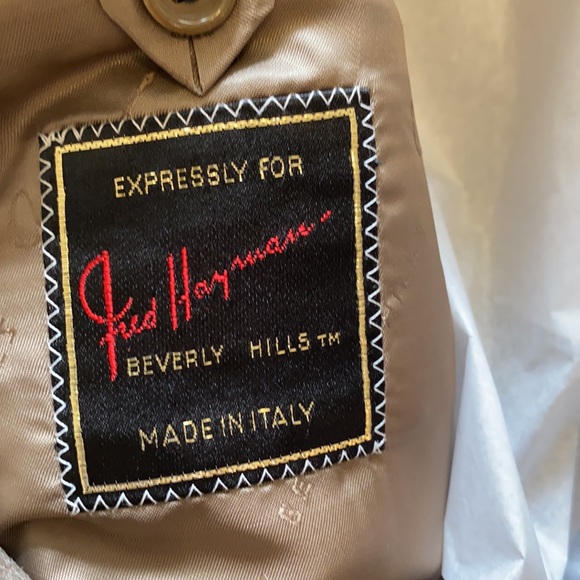 EXPRESSLY FOR
Fred Hayman
BEVERLY HILLS TM
MADE IN ITALY